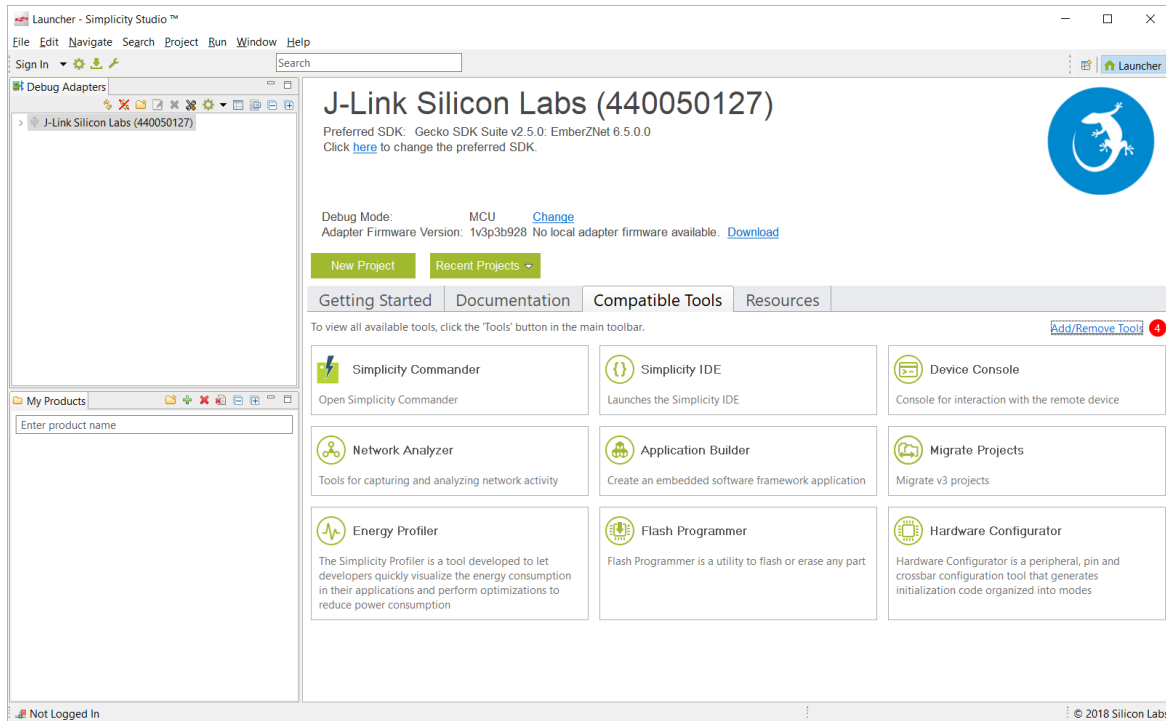 Launcher - Simplicity Studio ™
File Edit Navigate Search Project Run Window Help
Sign In
Search
Launcher
Debug Adapters
J-Link Silicon Labs (440050127)
My Products
Enter product name
J-Link Silicon Labs (440050127)
Preferred SDK: Gecko SDK Suite v2.5.0: EmberZNet 6.5.0.0
Click here to change the preferred SDK.
Debug Mode: MCU Change
Adapter Firmware Version: 1v3p3b928 No local adapter firmware available. Download
New Project
Recent Projects
Getting Started
Documentation
Compatible Tools
Resources
To view all available tools, click the 'Tools' button in the main toolbar.
Add/Remove Tools
4
Simplicity Commander
Open Simplicity Commander
Simplicity IDE
Launches the Simplicity IDE
Device Console
Console for interaction with the remote device
Network Analyzer
Tools for capturing and analyzing network activity
Application Builder
Create an embedded software framework application
Migrate Projects
Migrate v3 projects
Energy Profiler
The Simplicity Profiler is a tool developed to let
developers quickly visualize the energy consumption
in their applications and perform optimizations to
reduce power consumption
Flash Programmer
Flash Programmer is a utility to flash or erase any part
Hardware Configurator
Hardware Configurator is a peripheral, pin and
crossbar configuration tool that generates
initialization code organized into modes
Not Logged In
© 2018 Silicon Labs